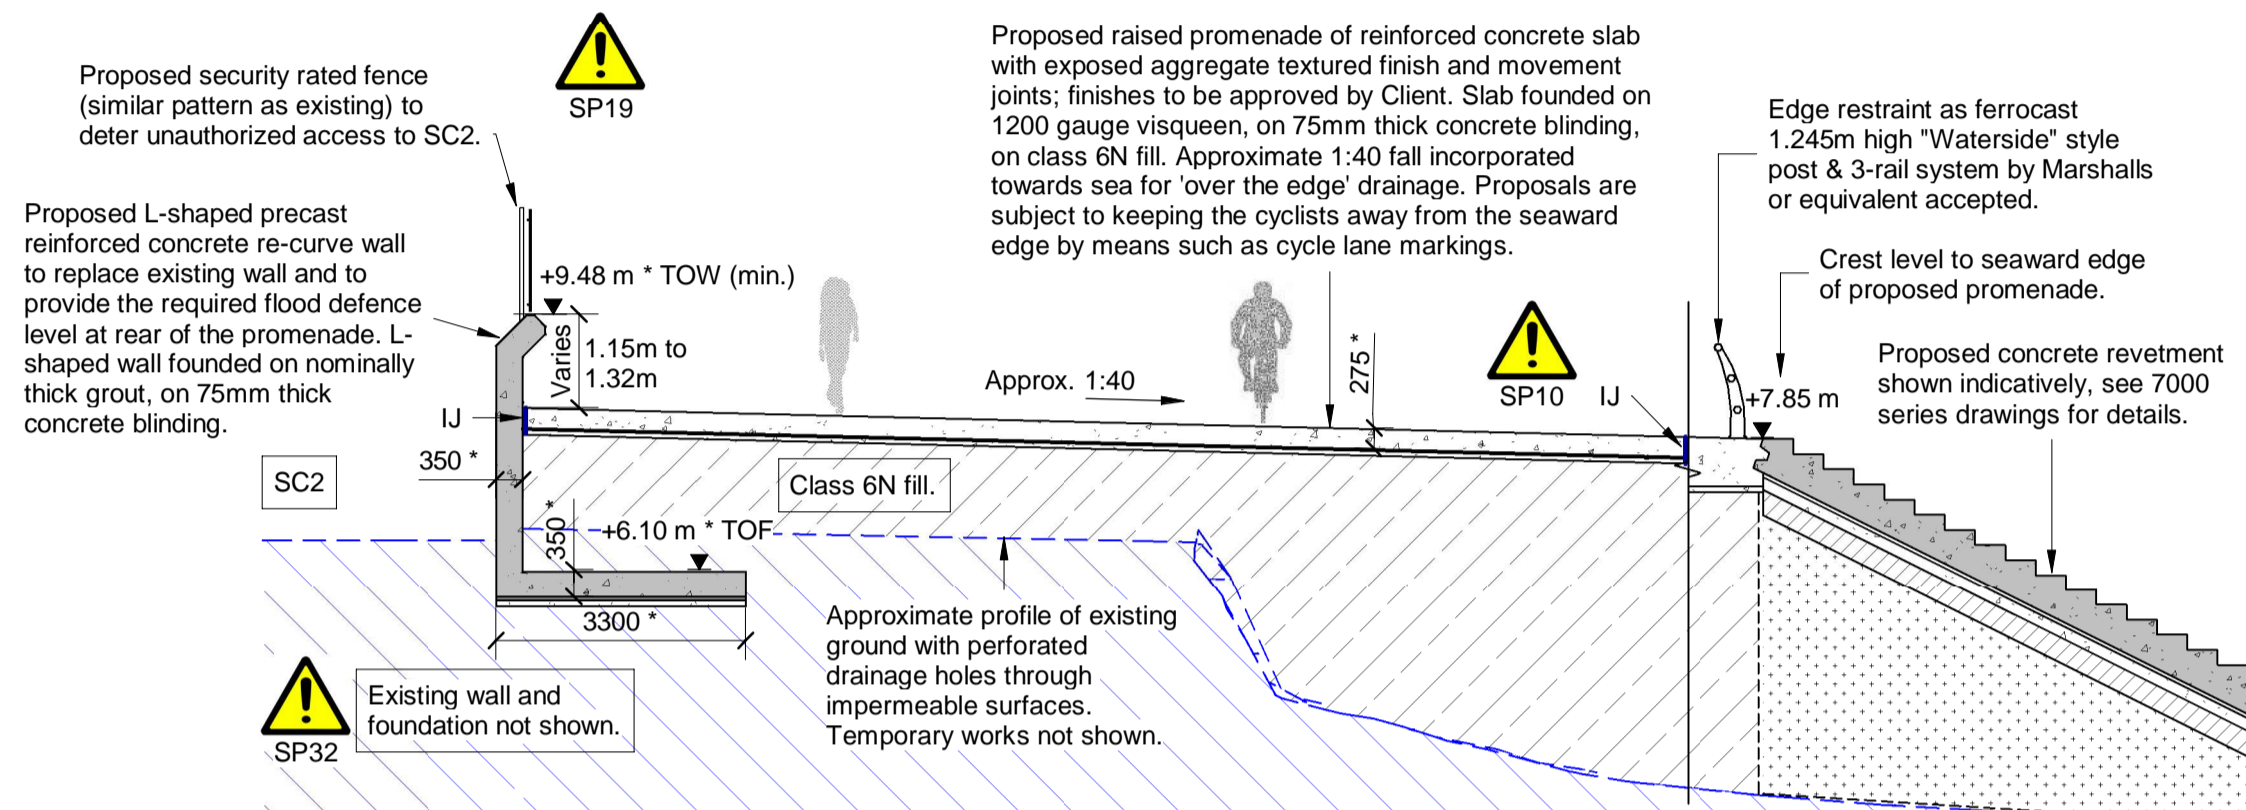 SP19
Proposed security rated fence
(similar pattern as existing) to
deter unauthorized access to SC2.
Proposed L-shaped precast
reinforced concrete re-curve wall
to replace existing wall and to
provide the required flood defence
level at rear of the promenade. L-
shaped wall founded on nominally
thick grout, on 75mm thick
concrete blinding.
+9.48 m * TOW (min.)
Varies
1.15m to
1.32m
IJ
350 *
SC2
Proposed raised promenade of reinforced concrete slab
with exposed aggregate textured finish and movement
joints; finishes to be approved by Client. Slab founded on
1200 gauge visqueen, on 75mm thick concrete blinding,
on class 6N fill. Approximate 1:40 fall incorporated
towards sea for 'over the edge' drainage. Proposals are
subject to keeping the cyclists away from the seaward
edge by means such as cycle lane markings.
Approx. 1:40
275 *
SP10
IJ
Edge restraint as ferrocast
1.245m high "Waterside" style
post & 3-rail system by Marshalls
or equivalent accepted.
Crest level to seaward edge
of proposed promenade.
+7.85 m
Proposed concrete revetment
shown indicatively, see 7000
series drawings for details.
Class 6N fill.
350 *
+6.10 m * TOF
3300 *
Approximate profile of existing
ground with perforated
drainage holes through
impermeable surfaces.
Temporary works not shown.
SP32
Existing wall and
foundation not shown.